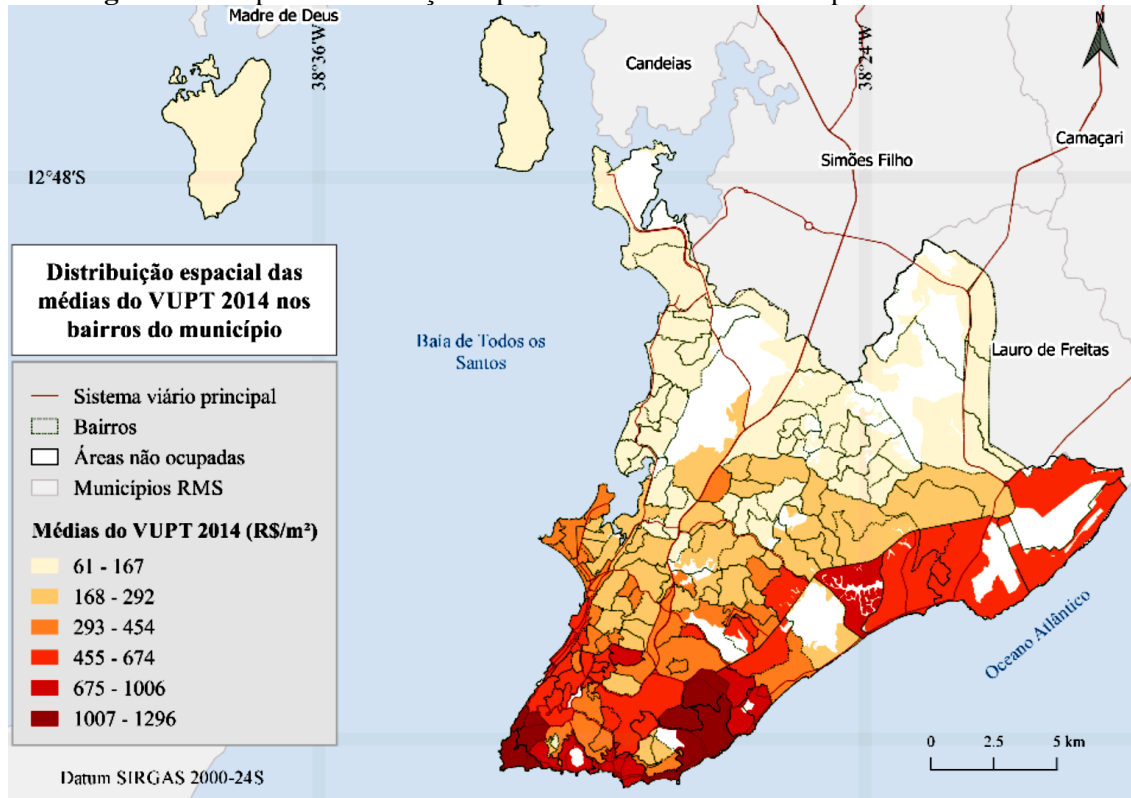 Madre de Deus
38°36'W
Candeias
38°24'W
N
Camaçari
Simões Filho
12°48'S
Distribuição espacial das
médias do VUPT 2014 nos
bairros do município
Baía de Todos os
Santos
Lauro de Freitas
Sistema viário principal
Bairros
Áreas não ocupadas
Municípios RMS
Médias do VUPT 2014 (R$/m²)
61 - 167
168 - 292
293 - 454
455 - 674
675 - 1006
1007 - 1296
Oceano Atlântico
0 2.5 5 km
Datum SIRGAS 2000-24S